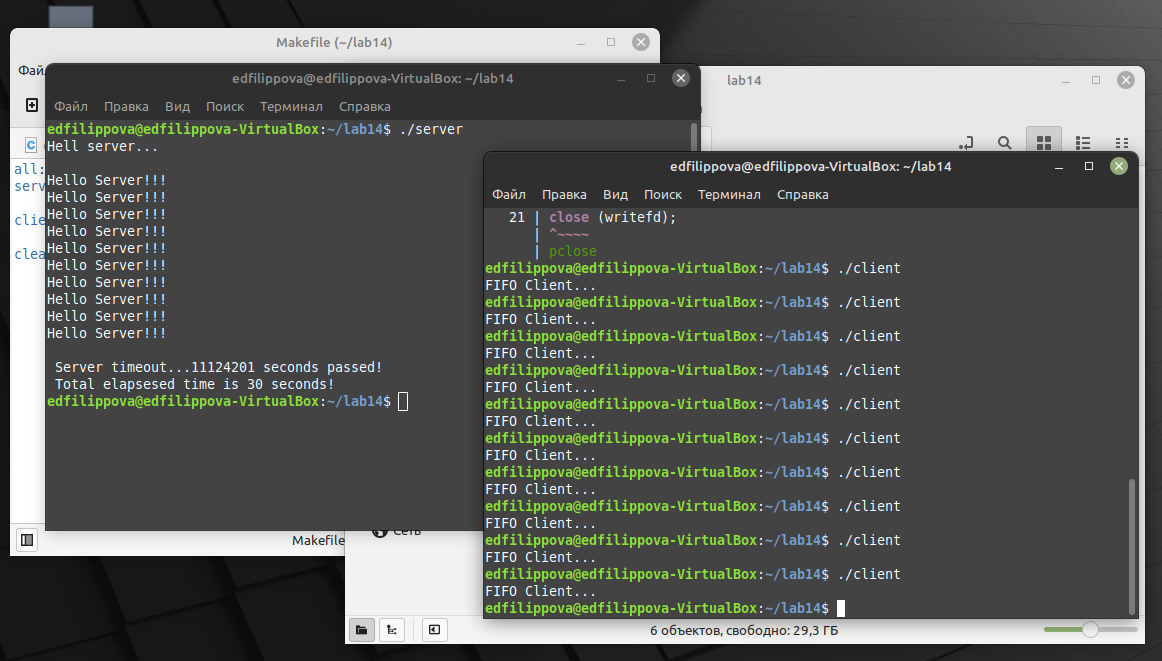 Makefile (~/lab14)
Файл
all:
serv
clie
clea
Makefile
edfilippova@edfilippova-VirtualBox: ~/lab14
Файл Правка Вид Поиск Терминал Справка
edfilippova@edfilippova-VirtualBox:~/lab14$ ./server
Hell server...
Hello Server!!!
Hello Server!!!
Hello Server!!!
Hello Server!!!
Hello Server!!!
Hello Server!!!
Hello Server!!!
Hello Server!!!
Hello Server!!!
Hello Server!!!
Server timeout...11124201 seconds passed!
Total elapsesed time is 30 seconds!
edfilippova@edfilippova-VirtualBox:~/lab14$
lab14
edfilippova@edfilippova-VirtualBox: ~/lab14
Файл Правка Вид Поиск Терминал Справка
21 | close (writefd);
| ^~~~~
| pclose
edfilippova@edfilippova-VirtualBox:~/lab14$ ./client
FIFO Client...
edfilippova@edfilippova-VirtualBox:~/lab14$ ./client
FIFO Client...
edfilippova@edfilippova-VirtualBox:~/lab14$ ./client
FIFO Client...
edfilippova@edfilippova-VirtualBox:~/lab14$ ./client
FIFO Client...
edfilippova@edfilippova-VirtualBox:~/lab14$ ./client
FIFO Client...
edfilippova@edfilippova-VirtualBox:~/lab14$ ./client
FIFO Client...
edfilippova@edfilippova-VirtualBox:~/lab14$ ./client
FIFO Client...
edfilippova@edfilippova-VirtualBox:~/lab14$ ./client
FIFO Client...
edfilippova@edfilippova-VirtualBox:~/lab14$ ./client
FIFO Client...
edfilippova@edfilippova-VirtualBox:~/lab14$ ./client
FIFO Client...
edfilippova@edfilippova-VirtualBox:~/lab14$
Сеть
6 объектов, свободно: 29,3 ГБ